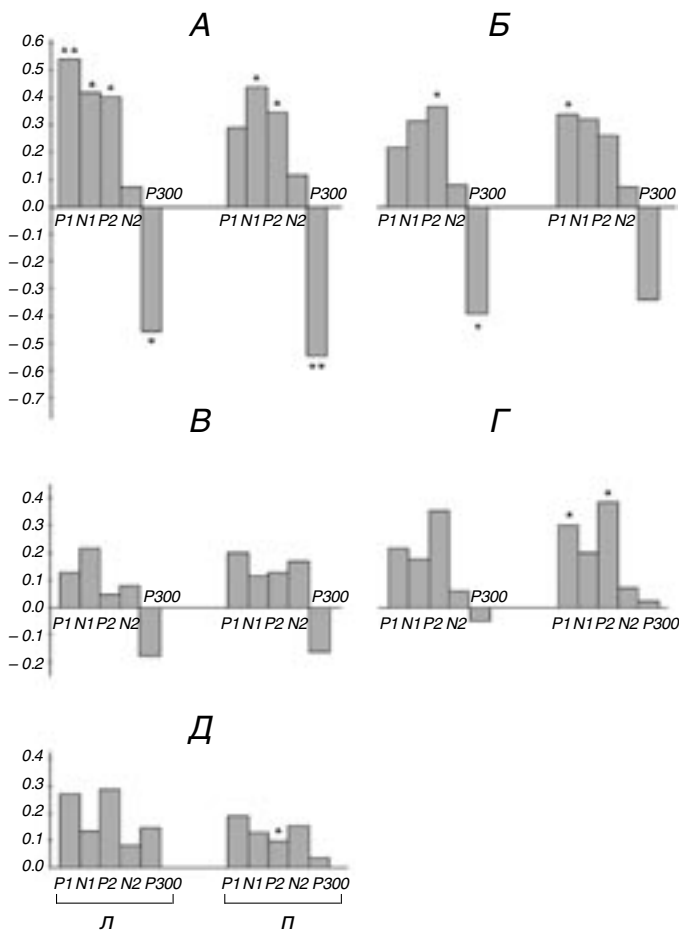 А Б
0.6
0.5
0.4
0.3
0.2
0.1
0.0
– 0.1
– 0.2
– 0.3
– 0.4
– 0.5
– 0.6
– 0.7
** * * * * * *
P300 P300 P300
P1 N1 P2 N2 P1 N1 P2 N2 P1 N1 P2 N2 P1 N1 P2 N2 P300
* ** *
В Г
0.4
0.3
0.2
0.1
0.0
– 0.1
– 0.2
* *
P300 P300 P300
P1 N1 P2 N2 P1 N1 P2 N2 P1 N1 P2 N2 P1 N1 P2 N2 P300
Д
0.4
0.3
0.2
0.1
0.0
*
P1 N1 P2 N2 P300 P1 N1 P2 N2 P300
Л П